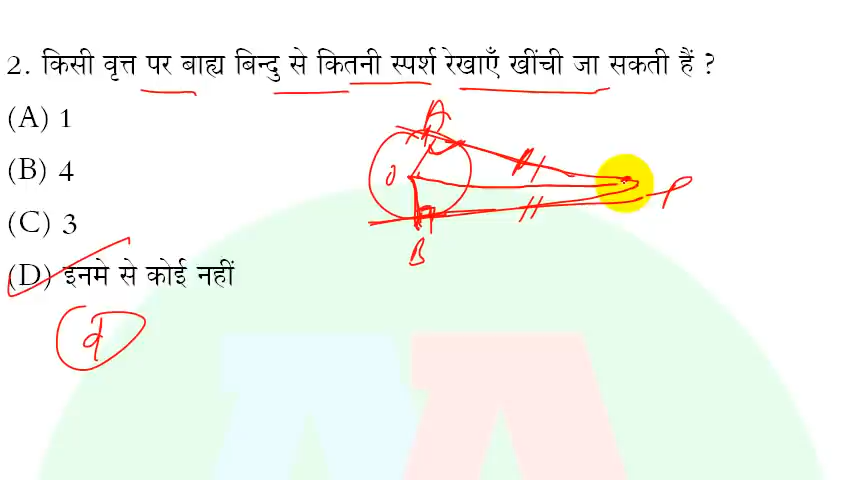 2. किसी वृत्त पर बाह्य बिन्दु से कितनी स्पर्श रेखाएँ खींची जा सकती हैं ?
(A) 1
A
(B) 4
O
P
(C) 3
B
(D) इनमे से कोई नहीं